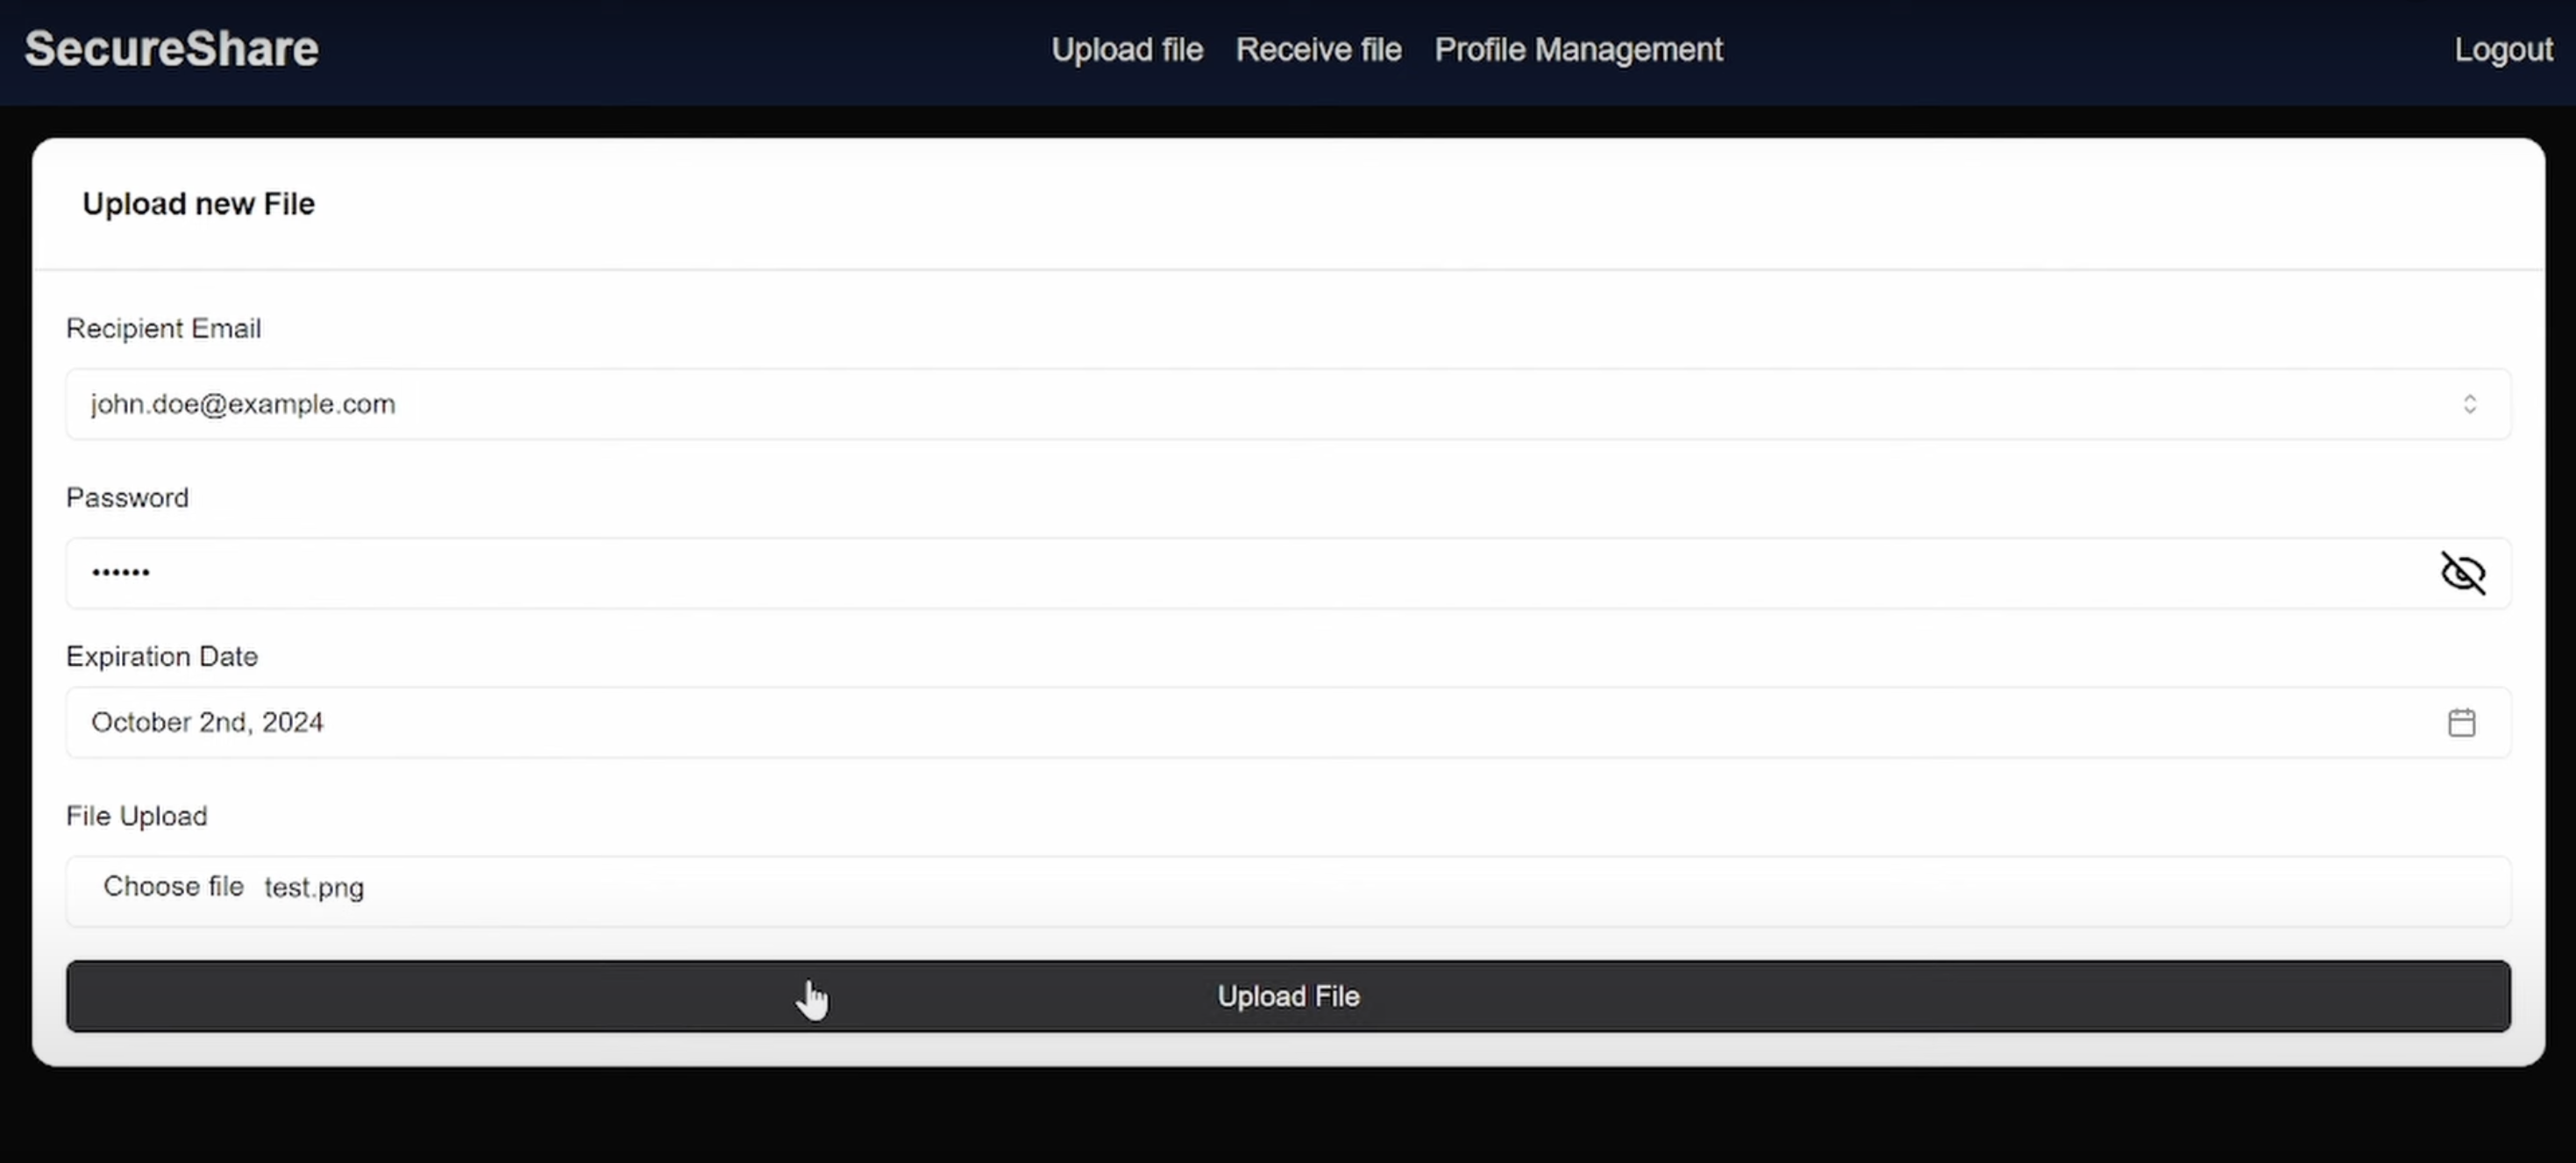 SecureShare Upload file Receive file Profile Management Logout
Upload new File
Recipient Email
john.doe@example.com
Password
••••••
Expiration Date
October 2nd, 2024
File Upload
Choose file test.png
Upload File